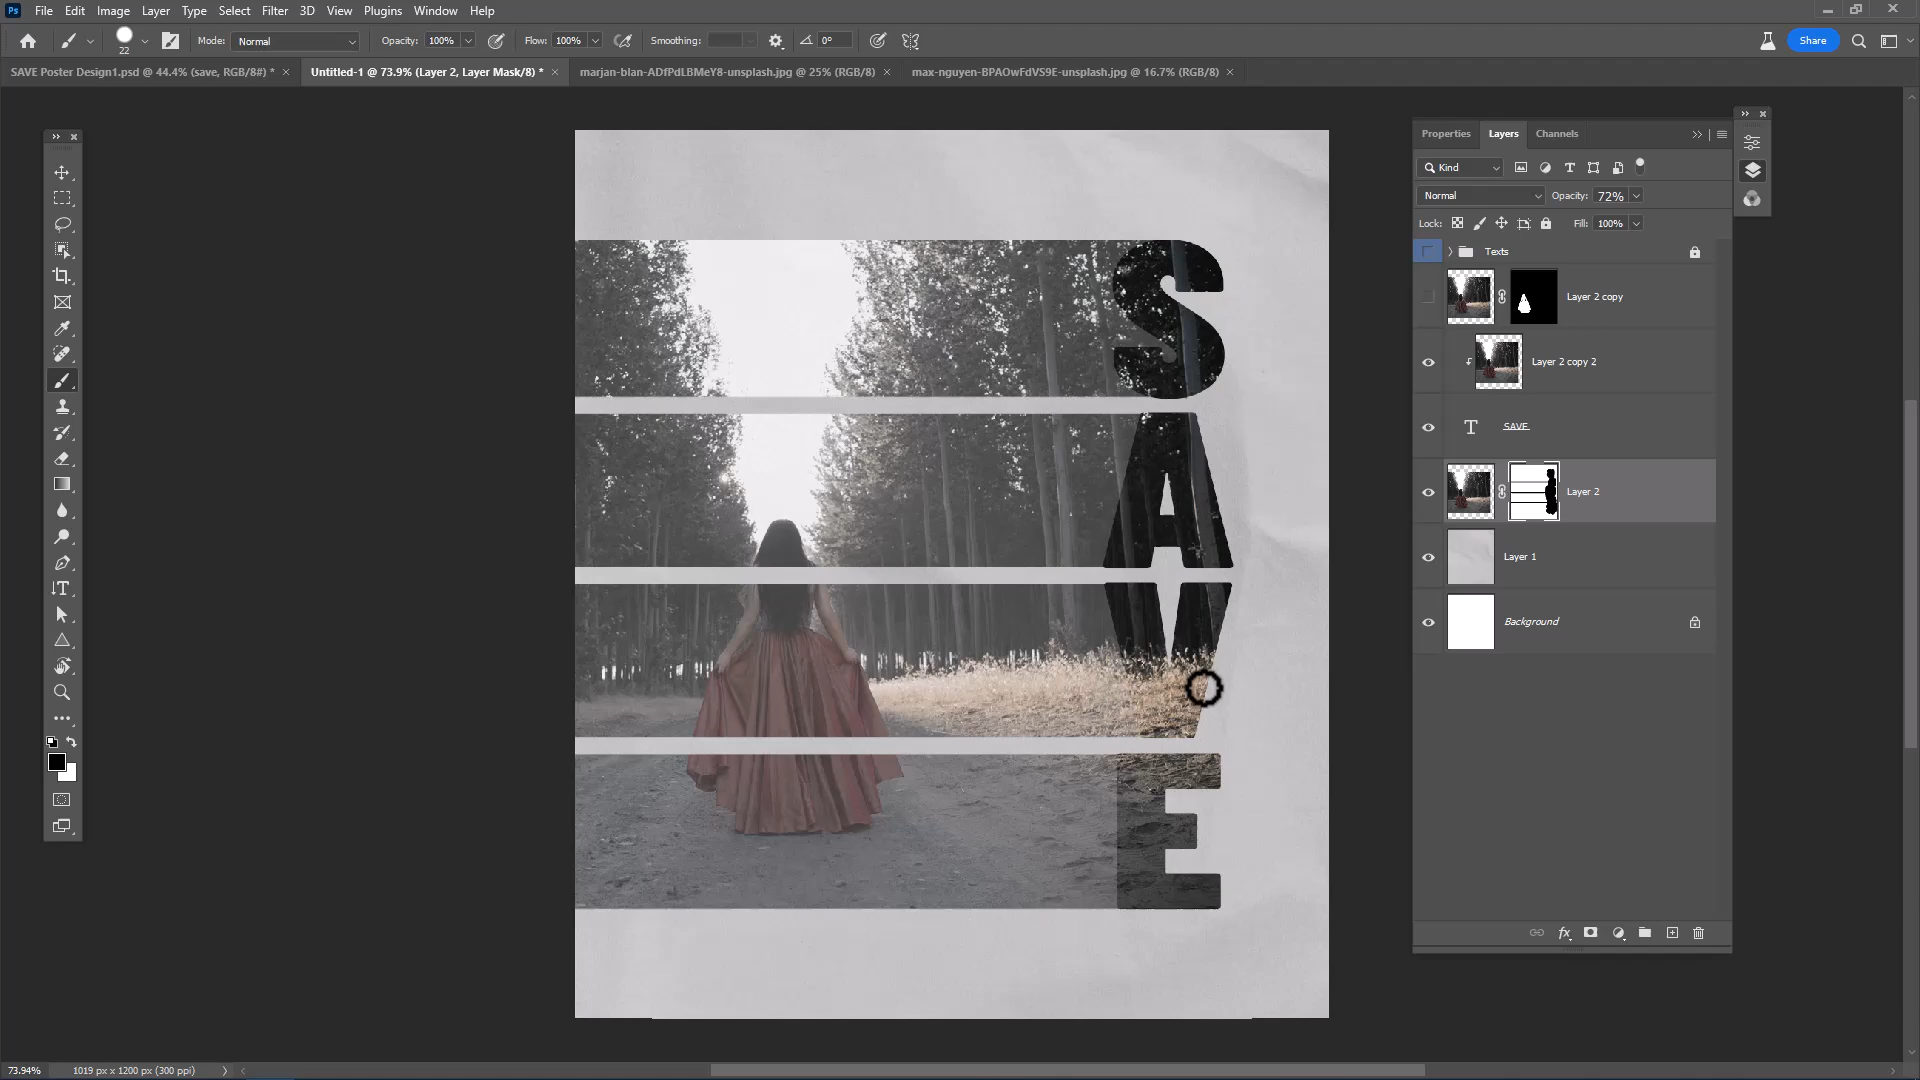 Ps File Edit Image Layer Type Select Filter 3D View Plugins Window Help
22 Mode: Normal Opacity: 100% Flow: 100% Smoothing: 0° Share
SAVE Poster Design1.psd @ 44.4% (save, RGB/8#) * Untitled-1 @ 73.9% (Layer 2, Layer Mask/8) * marjan-blan-ADfPdLBMeY8-unsplash.jpg @ 25% (RGB/8) max-nguyen-BPAOwFdVS9E-unsplash.jpg @ 16.7% (RGB/8)
SAVE
Properties Layers Channels
Kind
Normal Opacity: 72%
Lock: Fill: 100%
Texts
Layer 2 copy
Layer 2 copy 2
T SAVE
Layer 2
Layer 1
Background
fx
73.94% 1019 px x 1200 px (300 ppi)